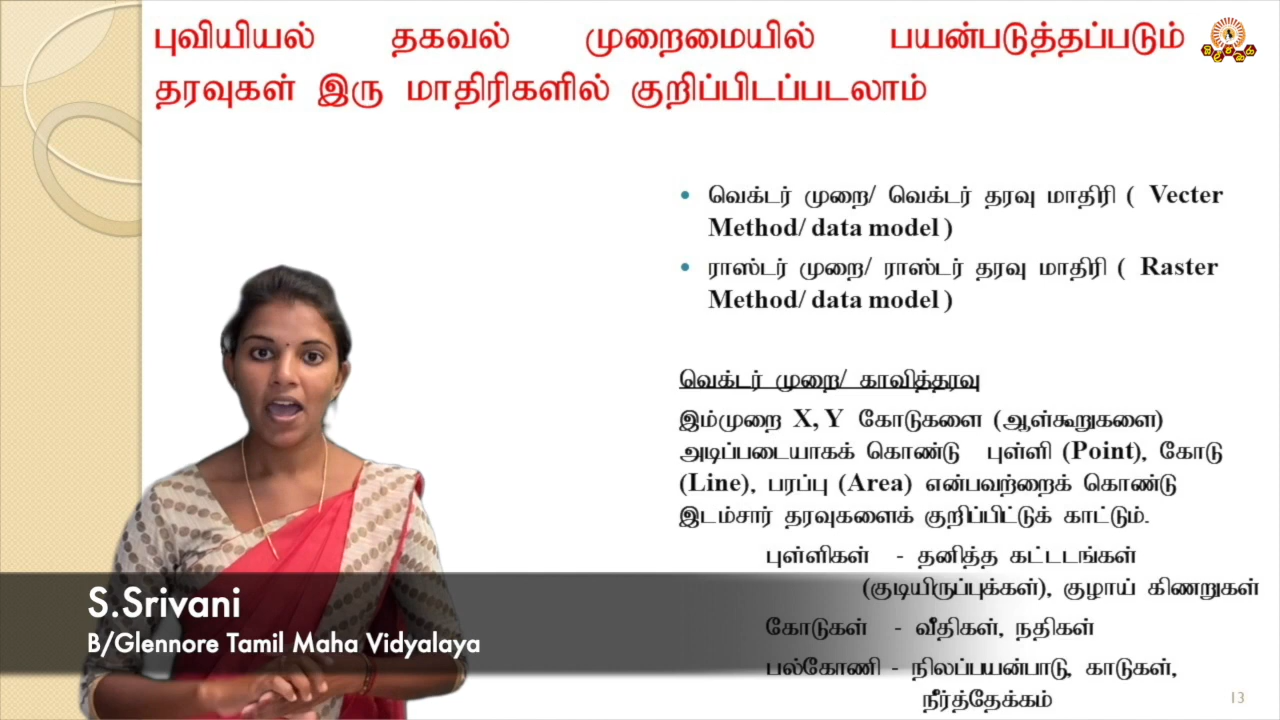 புவியியல் தகவல் முறைமையில் பயன்படுத்தப்படும்
தரவுகள் இரு மாதிரிகளில் குறிப்பிடப்படலாம்
• வெக்டர் முறை/ வெக்டர் தரவு மாதிரி ( Vecter
Method/ data model )
• ராஸ்டர் முறை/ ராஸ்டர் தரவு மாதிரி ( Raster
Method/ data model )
வெக்டர் முறை/ காவித்தரவு
இம்முறை X, Y கோடுகளை (ஆள்கூறுகளை)
அடிப்படையாகக் கொண்டு புள்ளி (Point), கோடு
(Line), பரப்பு (Area) என்பவற்றைக் கொண்டு
இடம்சார் தரவுகளைக் குறிப்பிட்டுக் காட்டும்.
புள்ளிகள் - தனித்த கட்டடங்கள்
(குடியிருப்புக்கள்), குழாய் கிணறுகள்
கோடுகள் - வீதிகள், நதிகள்
பல்கோணி - நிலப்பயன்பாடு, காடுகள்,
நீர்த்தேக்கம்
S.Srivani
B/Glennore Tamil Maha Vidyalaya
13